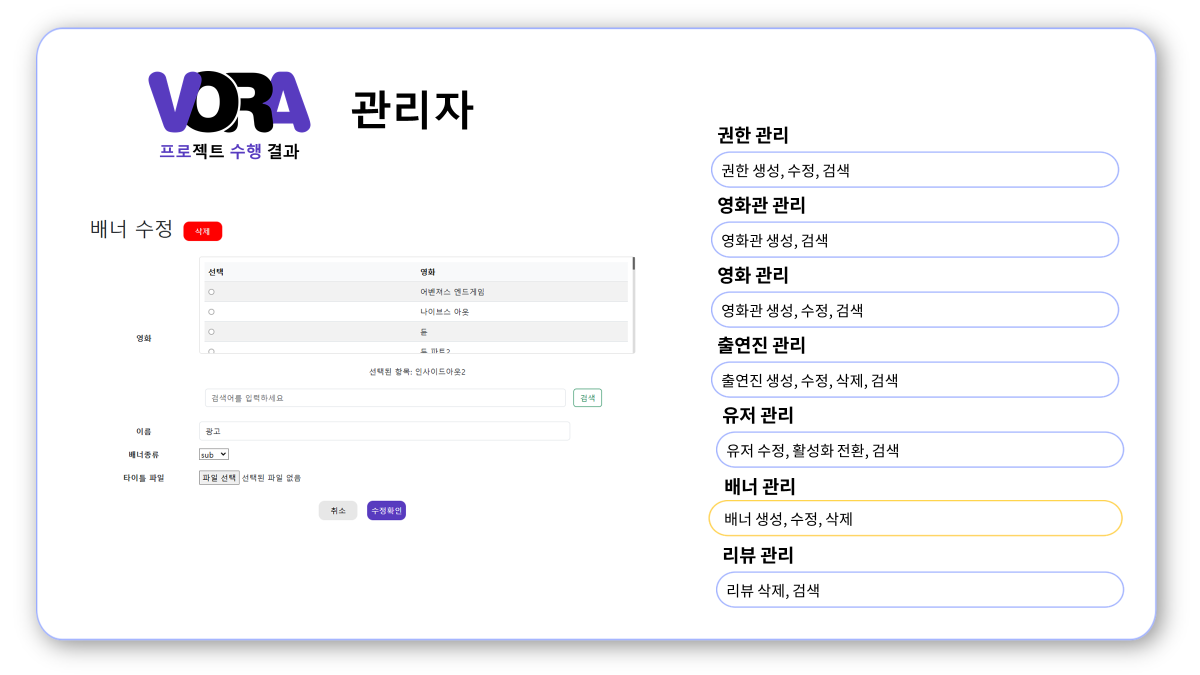 VORA
프로젝트 수행 결과
관리자
배너 수정 삭제
선택 영화
어벤져스 엔드게임
나이브스 아웃
듄
듄 파트2
영화
선택된 항목: 인사이드아웃2
검색어를 입력하세요 검색
이름 광고
배너종류 sub
타이틀 파일 파일 선택 선택된 파일 없음
취소 수정확인
권한 관리
권한 생성, 수정, 검색
영화관 관리
영화관 생성, 검색
영화 관리
영화관 생성, 수정, 검색
출연진 관리
출연진 생성, 수정, 삭제, 검색
유저 관리
유저 수정, 활성화 전환, 검색
배너 관리
배너 생성, 수정, 삭제
리뷰 관리
리뷰 삭제, 검색